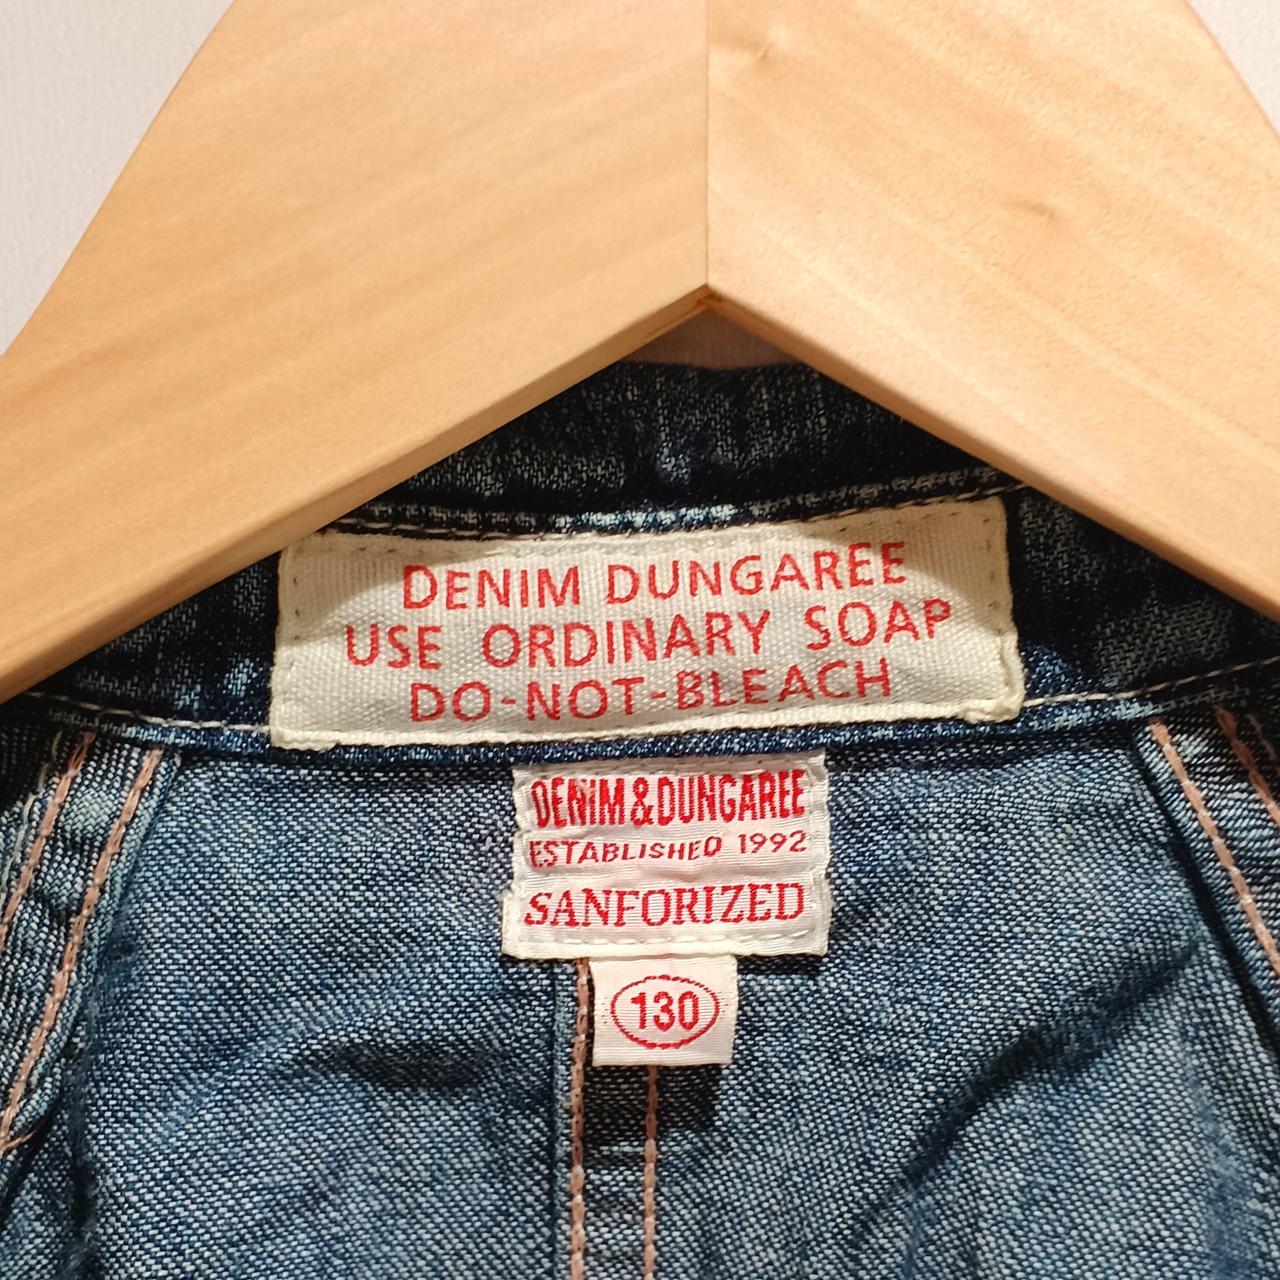 DENIM DUNGAREE
USE ORDINARY SOAP
DO-NOT-BLEACH
DENIM & DUNGAREE
ESTABLISHED 1992
SANFORIZED
130